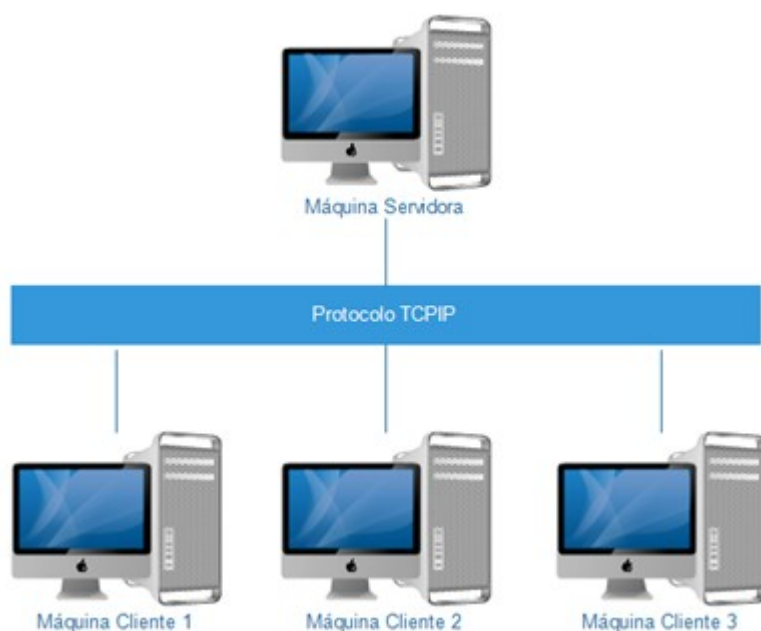 Máquina Servidora
Protocolo TCPIP
Máquina Cliente 1
Máquina Cliente 2
Máquina Cliente 3